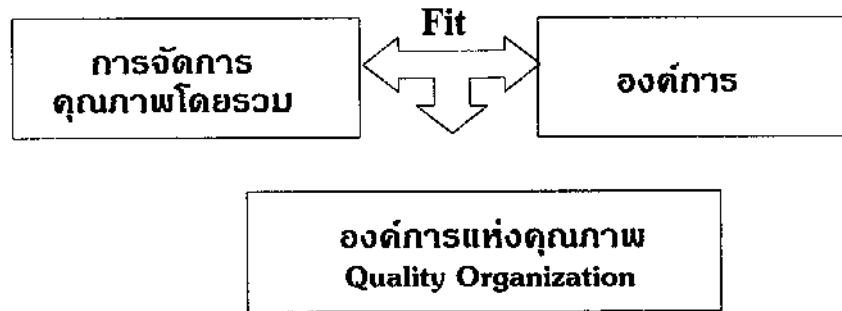 Fit
การจัดการ
คุณภาพโดยรวม
องค์การ
องค์การแห่งคุณภาพ
Quality Organization